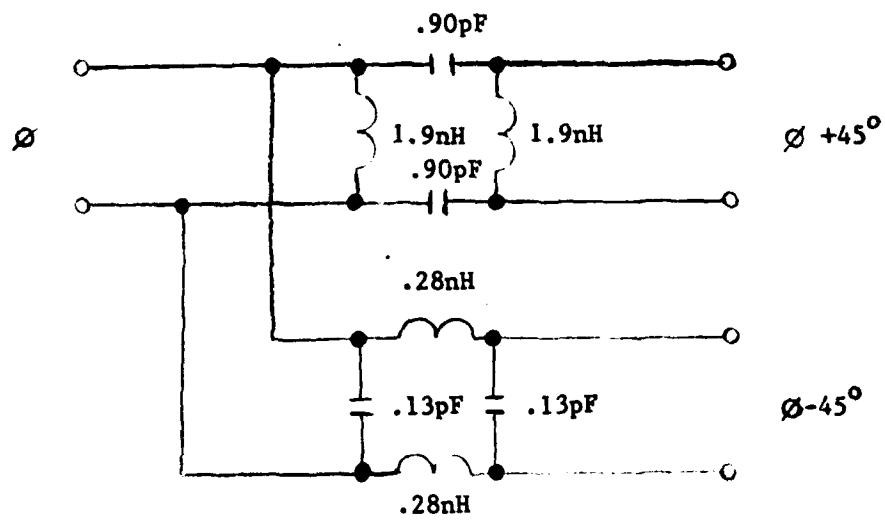 .90pF
Ø
1.9nH
1.9nH
Ø +45°
.90pF
.28nH
.13pF
.13pF
Ø-45°
.28nH